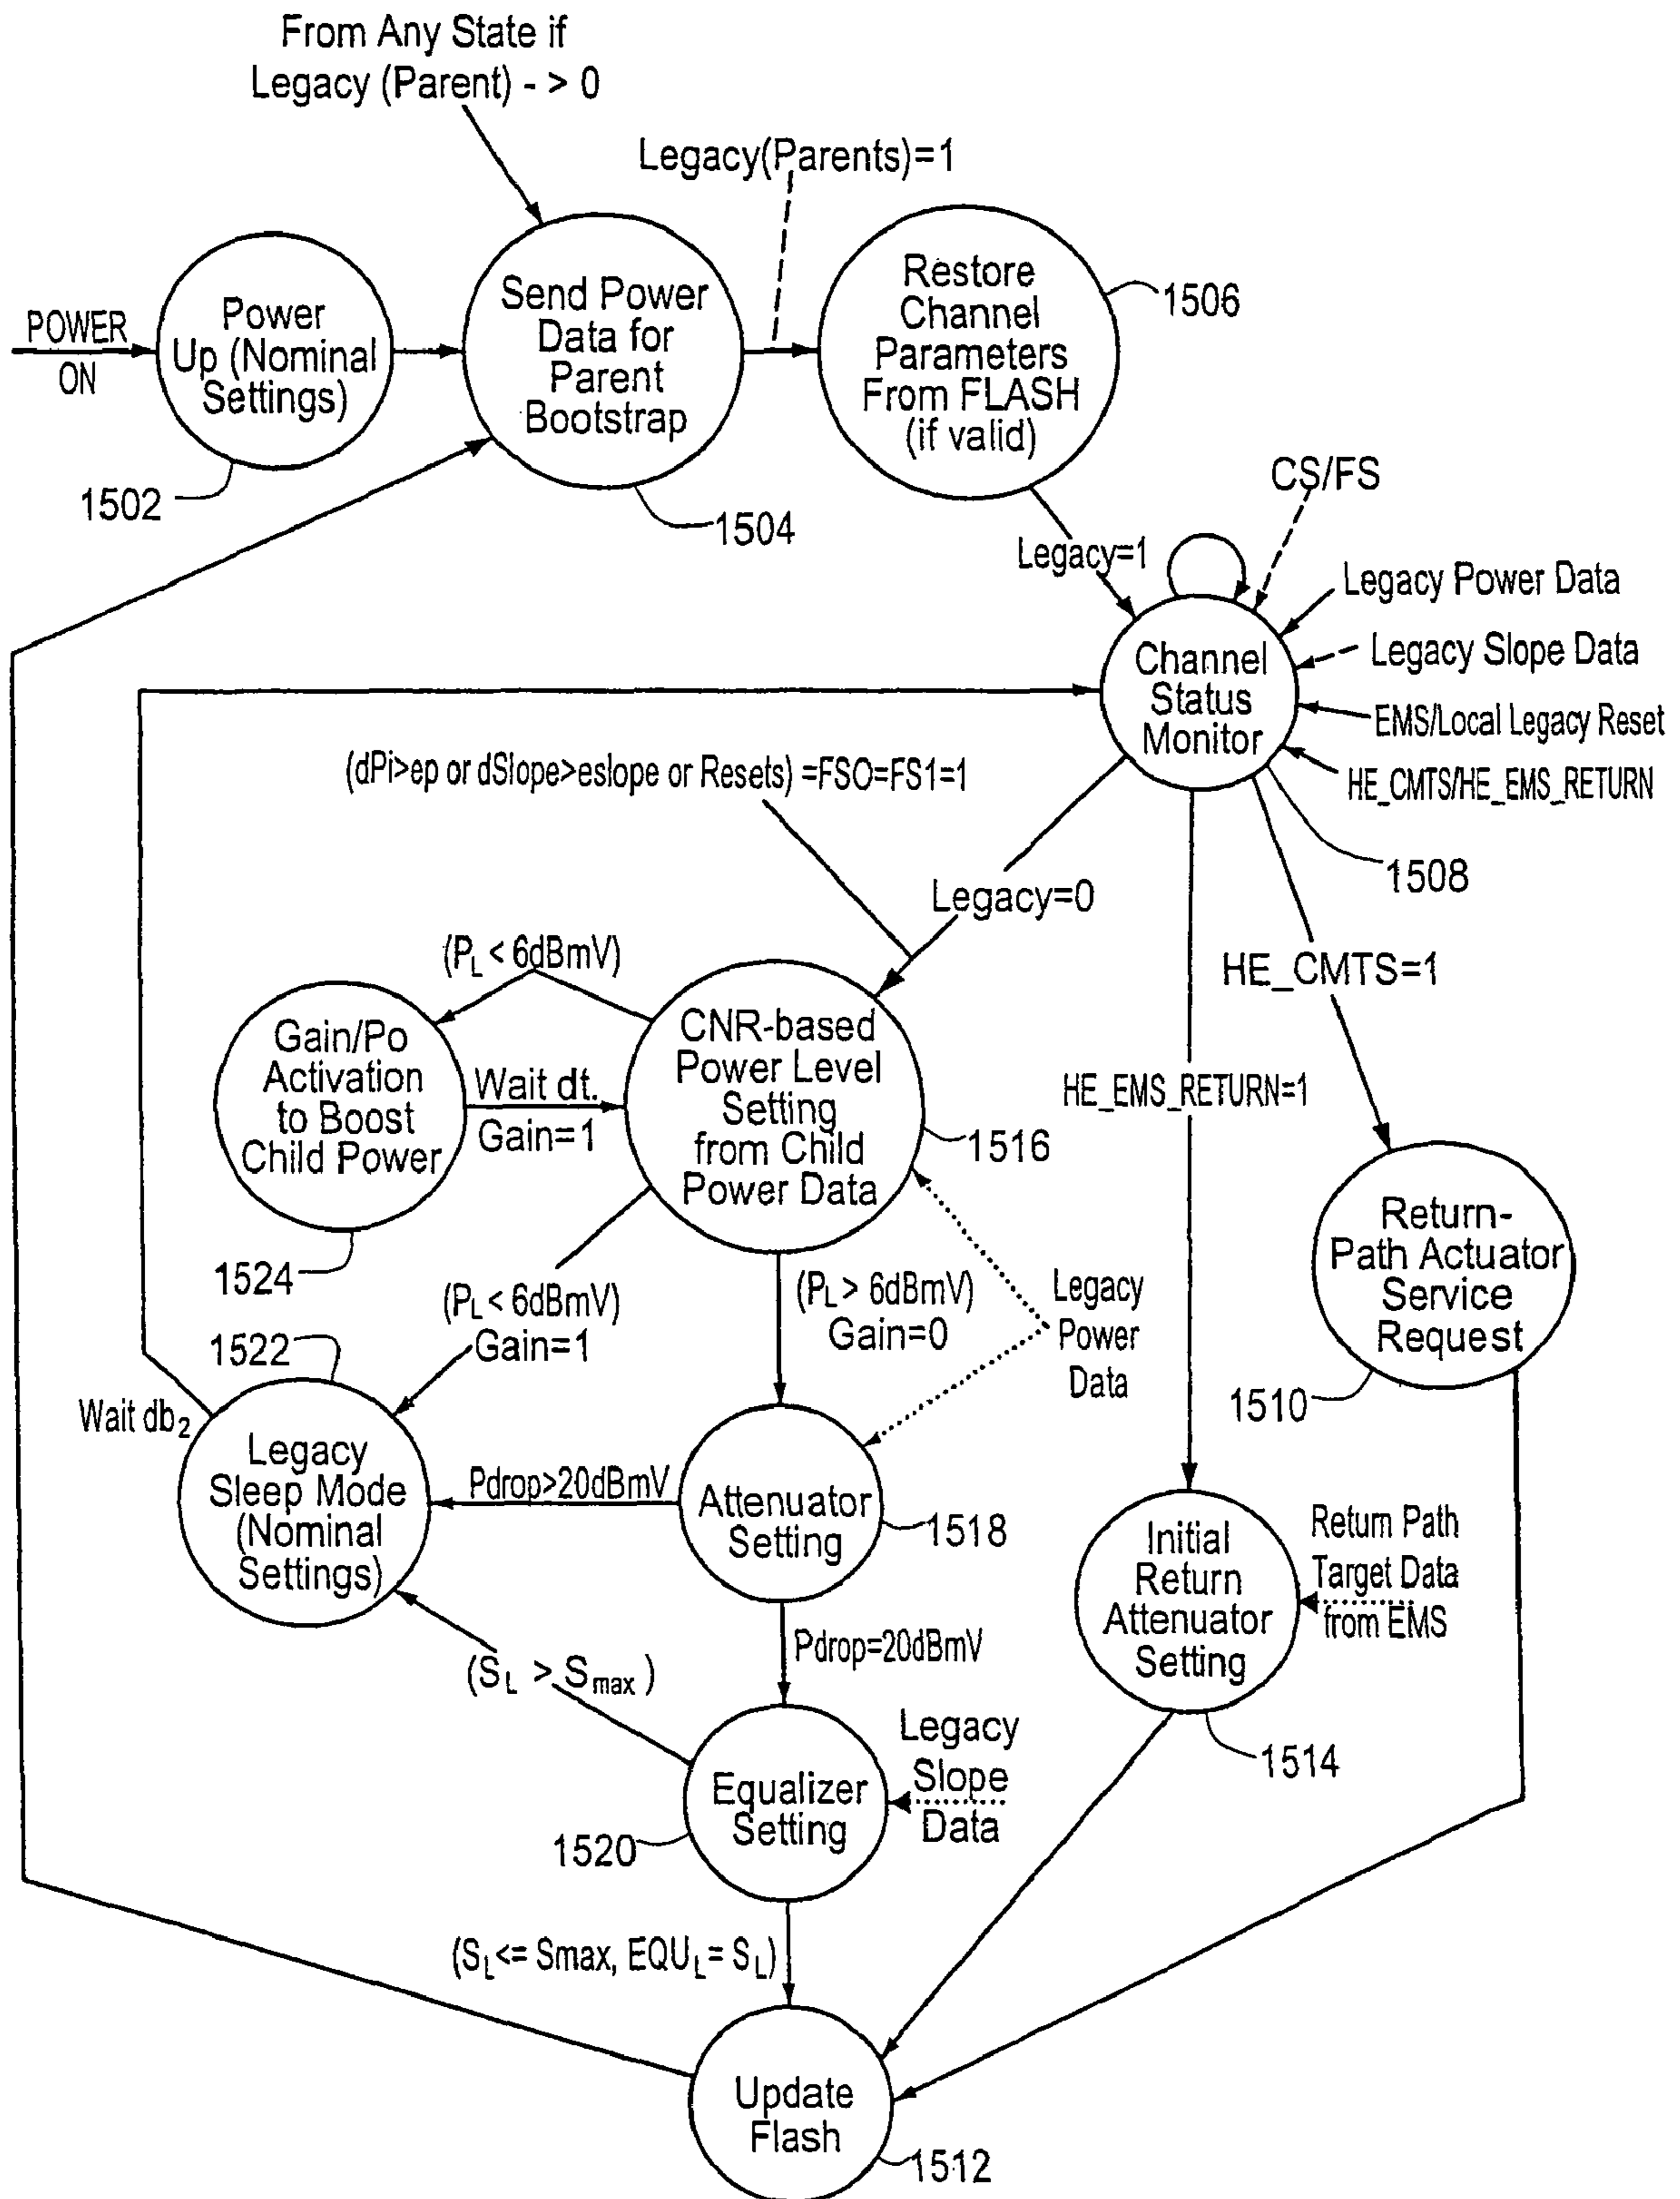 From Any State if
Legacy (Parent) - > 0
Legacy(Parents)=1
POWER
ON
Power
Up (Nominal
Settings)
1502
Send Power
Data for
Parent
Bootstrap
1504
Restore
Channel
Parameters
From FLASH
(if valid)
1506
Legacy=1
CS/FS
Legacy Power Data
Legacy Slope Data
EMS/Local Legacy Reset
HE_CMTS/HE_EMS_RETURN
Channel
Status
Monitor
1508
(dPi>ep or dSlope>eslope or Resets) =FSO=FS1=1
Legacy=0
HE_CMTS=1
HE_EMS_RETURN=1
(PL < 6dBmV)
Gain/Po
Activation
to Boost
Child Power
1524
Wait dt.
Gain=1
CNR-based
Power Level
Setting
from Child
Power Data
1516
(PL < 6dBmV)
Gain=1
(PL > 6dBmV)
Gain=0
Legacy
Power
Data
Return-
Path Actuator
Service
Request
1510
1522
Wait db2
Legacy
Sleep Mode
(Nominal
Settings)
Pdrop>20dBmV
Attenuator
Setting
1518
Initial
Return
Attenuator
Setting
1514
Return Path
Target Data
from EMS
Pdrop=20dBmV
(SL > Smax )
Equalizer
Setting
1520
Legacy
Slope
Data
(SL<= Smax, EQUL= SL)
Update
Flash
1512